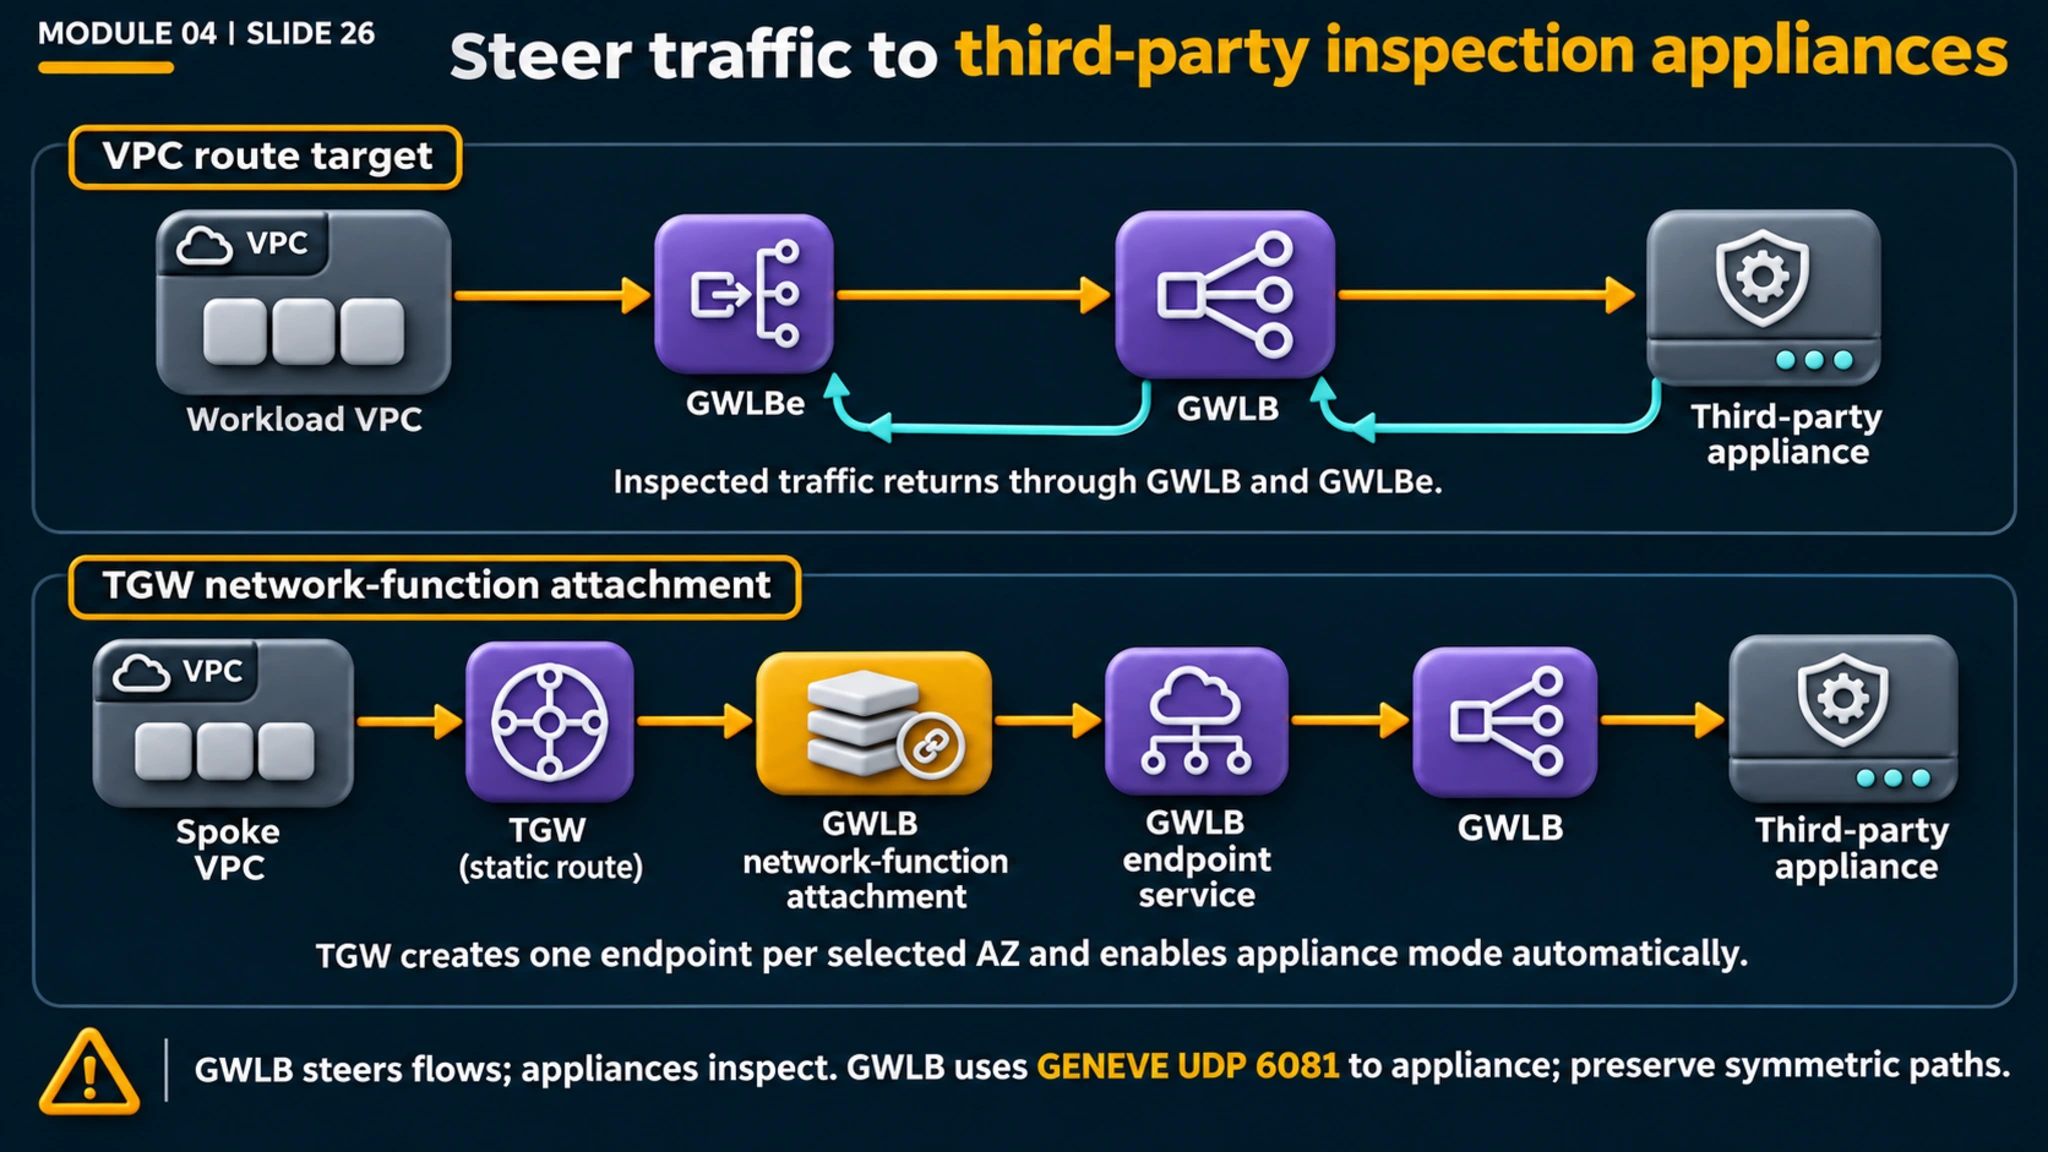 MODULE 04 | SLIDE 26
Steer traffic to third-party inspection appliances
VPC route target
VPC
Workload VPC
GWLBe
GWLB
Third-party
appliance
Inspected traffic returns through GWLB and GWLBe.
TGW network-function attachment
VPC
Spoke
VPC
TGW
(static route)
GWLB
network-function
attachment
GWLB
endpoint
service
GWLB
Third-party
appliance
TGW creates one endpoint per selected AZ and enables appliance mode automatically.
GWLB steers flows; appliances inspect. GWLB uses GENEVE UDP 6081 to appliance; preserve symmetric paths.